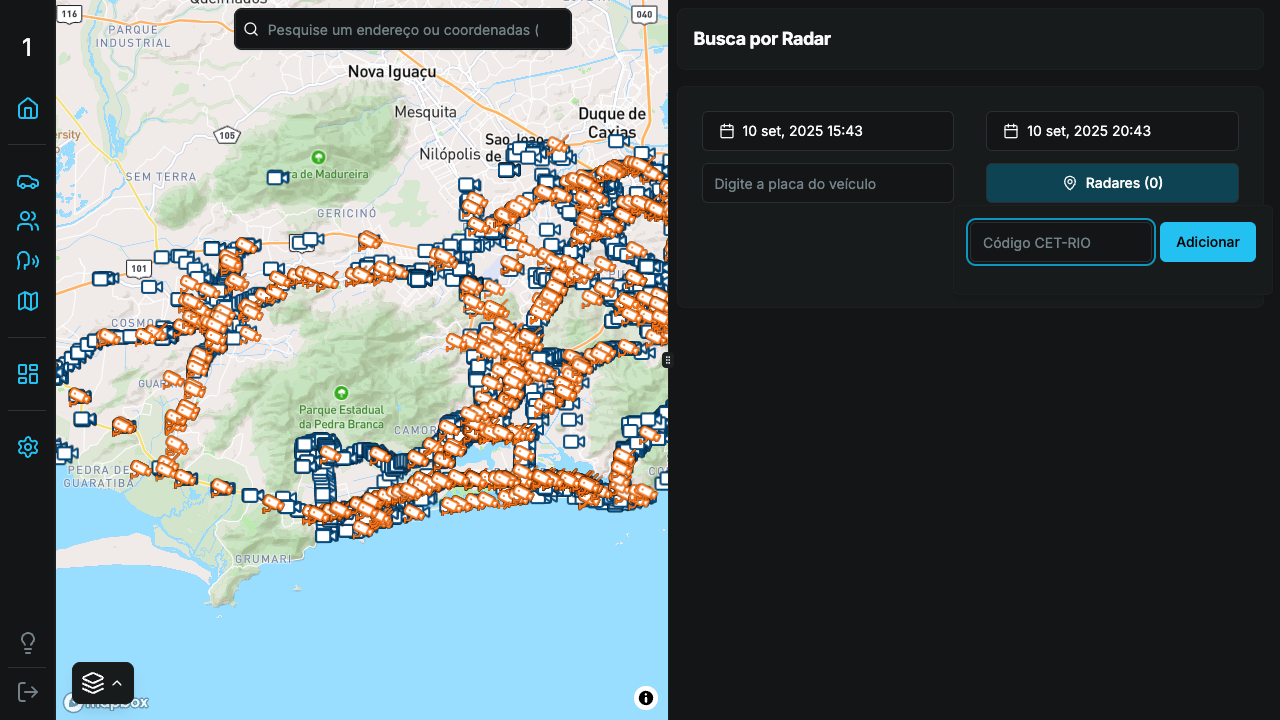 1
Pesquise um endereço ou coordenadas (
Busca por Radar
10 set, 2025 15:43
10 set, 2025 20:43
Digite a placa do veículo
Radares (0)
Código CET-RIO
Adicionar
116
Queimados
040
PARQUE
INDUSTRIAL
Nova Iguaçu
Mesquita
Duque de
Caxias
105
ersity
Nilópolis
de
SEM TERRA
ra de Madureira
GERICINÓ
101
COSMOS
Parque Estadual
da Pedra Branca
CAMOR
PEDRA DE
GUARATIBA
GRUMARI
mapbox